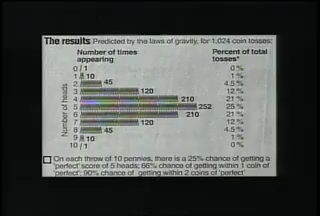 The results Predicted by the laws of gravity, for 1,024 coin tosses:
Number of times appearing
Percent of total tosses*
Number of heads
0 1 0%
1 10 1%
2 45 4.5%
3 120 12%
4 210 21%
5 252 25%
6 210 21%
7 120 12%
8 45 4.5%
9 10 1%
10 1 0%
On each throw of 10 pennies, there is a 25% chance of getting a
'perfect' score of 5 heads; 66% chance of getting within 1 coin of
'perfect'; 90% chance of getting within 2 coins of 'perfect'